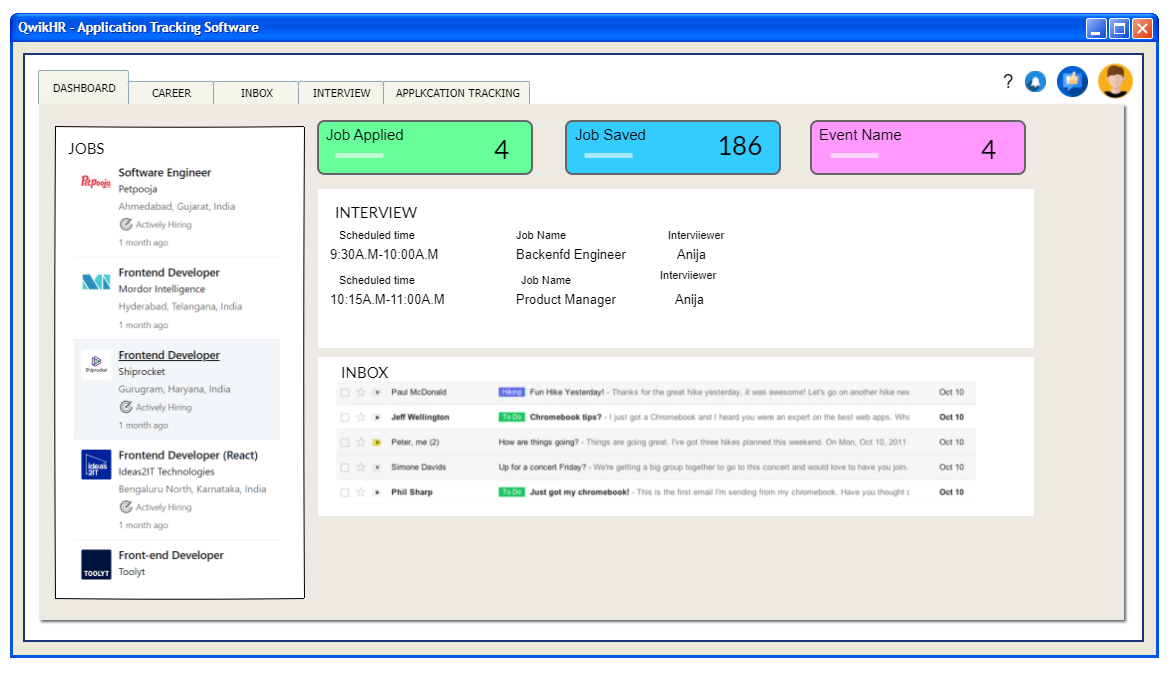 QwikHR - Application Tracking Software
DASHBOARD
CAREER
INBOX
INTERVIEW
APPLKCATION TRACKING
?
JOBS
Petpooja
Software Engineer
Petpooja
Ahmedabad, Gujarat, India
Actively Hiring
1 month ago
Frontend Developer
Mordor Intelligence
Hyderabad, Telangana, India
1 month ago
Shiprocket
Frontend Developer
Shiprocket
Gurugram, Haryana, India
Actively Hiring
1 month ago
ideas
2IT
Frontend Developer (React)
Ideas2IT Technologies
Bengaluru North, Karnataka, India
Actively Hiring
1 month ago
TOOLYT
Front-end Developer
Toolyt
Job Applied
4
Job Saved
186
Event Name
4
INTERVIEW
Scheduled time Job Name Interviiewer
9:30A.M-10:00A.M Backenfd Engineer Anija
Scheduled time Job Name Interviiewer
10:15A.M-11:00A.M Product Manager Anija
INBOX
Paul McDonald Hiking Fun Hike Yesterday! - Thanks for the great hike yesterday, it was awesome! Let's go on another hike nex Oct 10
Jeff Wellington To Do Chromebook tips? - I just got a Chromebook and I heard you were an expert on the best web apps. Wha Oct 10
Peter, me (2) How are things going? - Things are going great. I've got three hikes planned this weekend. On Mon, Oct 10, 2011 Oct 10
Simone Davids Up for a concert Friday? - We're getting a big group together to go to this concert and would love to have you join. Oct 10
Phil Sharp To Do Just got my chromebook! - This is the first email I'm sending from my chromebook. Have you thought Oct 10